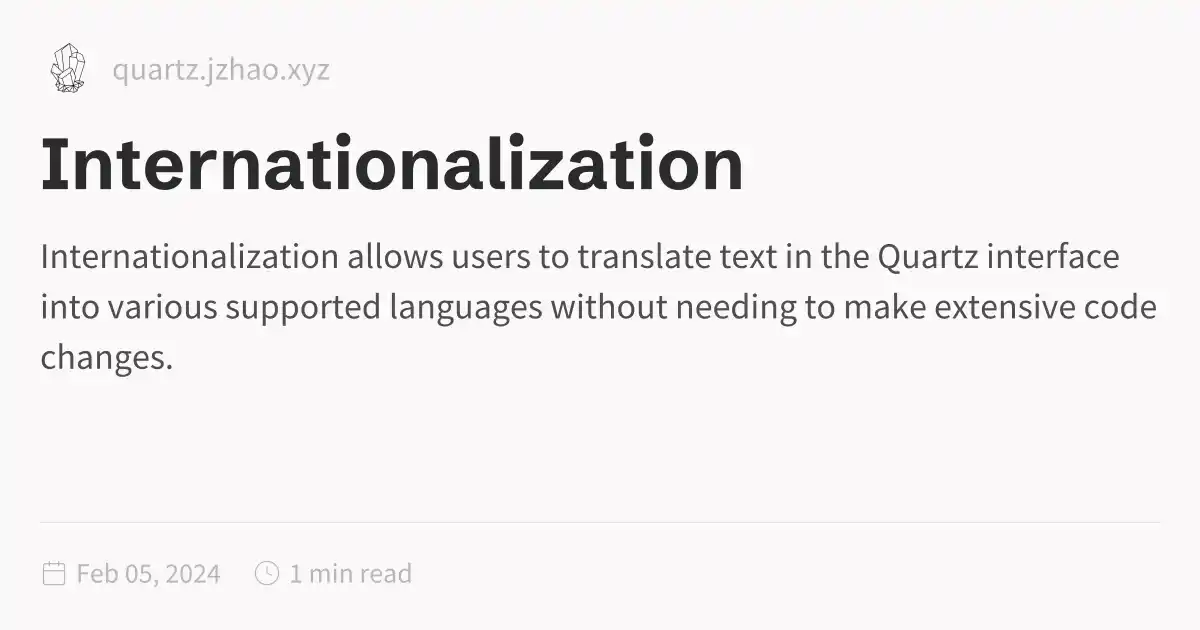 quartz.jzhao.xyz
Internationalization
Internationalization allows users to translate text in the Quartz interface
into various supported languages without needing to make extensive code
changes.
Feb 05, 2024 1 min read